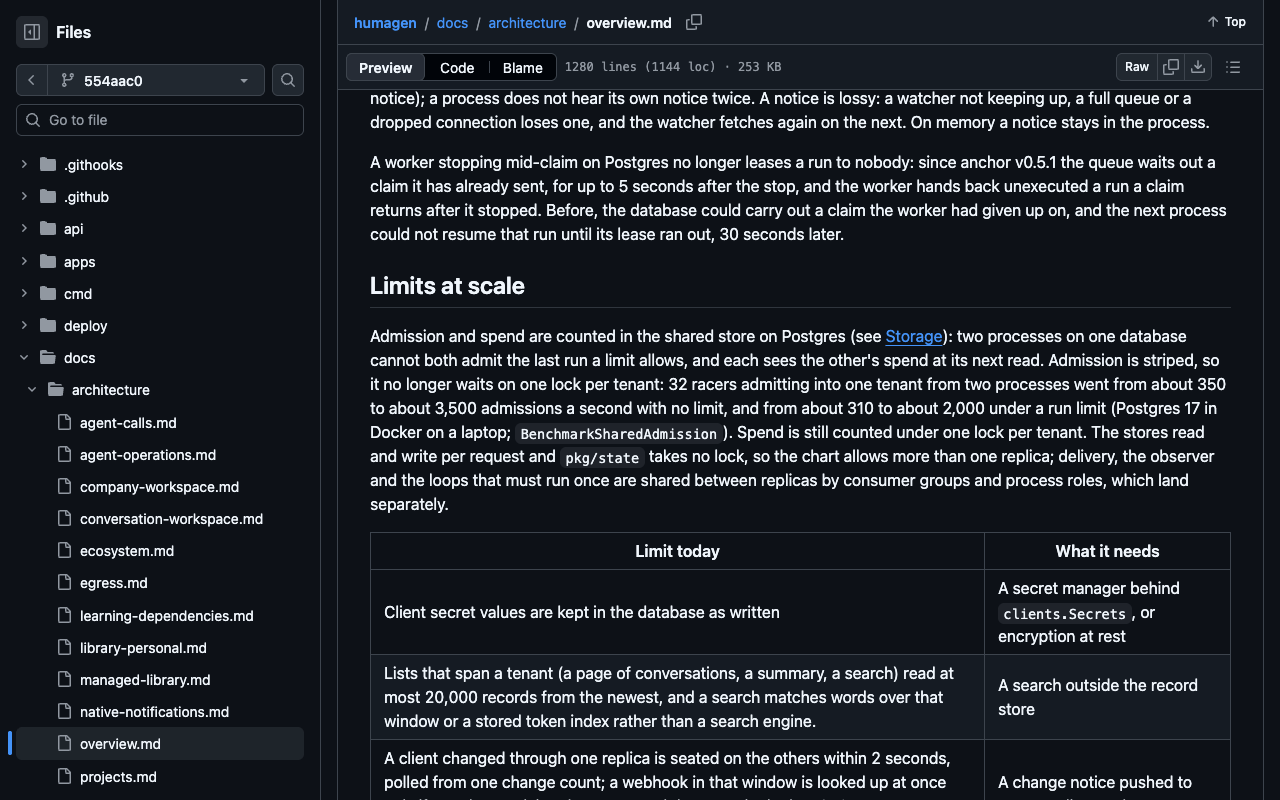 Files
humagen / docs / architecture / overview.md
Top
554aac0
Preview
Code
Blame
1280 lines (1144 loc) · 253 KB
Raw
Go to file
.githooks
.github
api
apps
cmd
deploy
docs
architecture
agent-calls.md
agent-operations.md
company-workspace.md
conversation-workspace.md
ecosystem.md
egress.md
learning-dependencies.md
library-personal.md
managed-library.md
native-notifications.md
overview.md
projects.md
notice); a process does not hear its own notice twice. A notice is lossy: a watcher not keeping up, a full queue or a
dropped connection loses one, and the watcher fetches again on the next. On memory a notice stays in the process.
A worker stopping mid-claim on Postgres no longer leases a run to nobody: since anchor v0.5.1 the queue waits out a
claim it has already sent, for up to 5 seconds after the stop, and the worker hands back unexecuted a run a claim
returns after it stopped. Before, the database could carry out a claim the worker had given up on, and the next process
could not resume that run until its lease ran out, 30 seconds later.
Limits at scale
Admission and spend are counted in the shared store on Postgres (see Storage): two processes on one database
cannot both admit the last run a limit allows, and each sees the other's spend at its next read. Admission is striped, so
it no longer waits on one lock per tenant: 32 racers admitting into one tenant from two processes went from about 350
to about 3,500 admissions a second with no limit, and from about 310 to about 2,000 under a run limit (Postgres 17 in
Docker on a laptop; BenchmarkSharedAdmission). Spend is still counted under one lock per tenant. The stores read
and write per request and pkg/state takes no lock, so the chart allows more than one replica; delivery, the observer
and the loops that must run once are shared between replicas by consumer groups and process roles, which land
separately.
Limit today
What it needs
Client secret values are kept in the database as written
A secret manager behind
clients.Secrets, or
encryption at rest
Lists that span a tenant (a page of conversations, a summary, a search) read at
most 20,000 records from the newest, and a search matches words over that
window or a stored token index rather than a search engine.
A search outside the record
store
A client changed through one replica is seated on the others within 2 seconds,
polled from one change count; a webhook in that window is looked up at once
A change notice pushed to